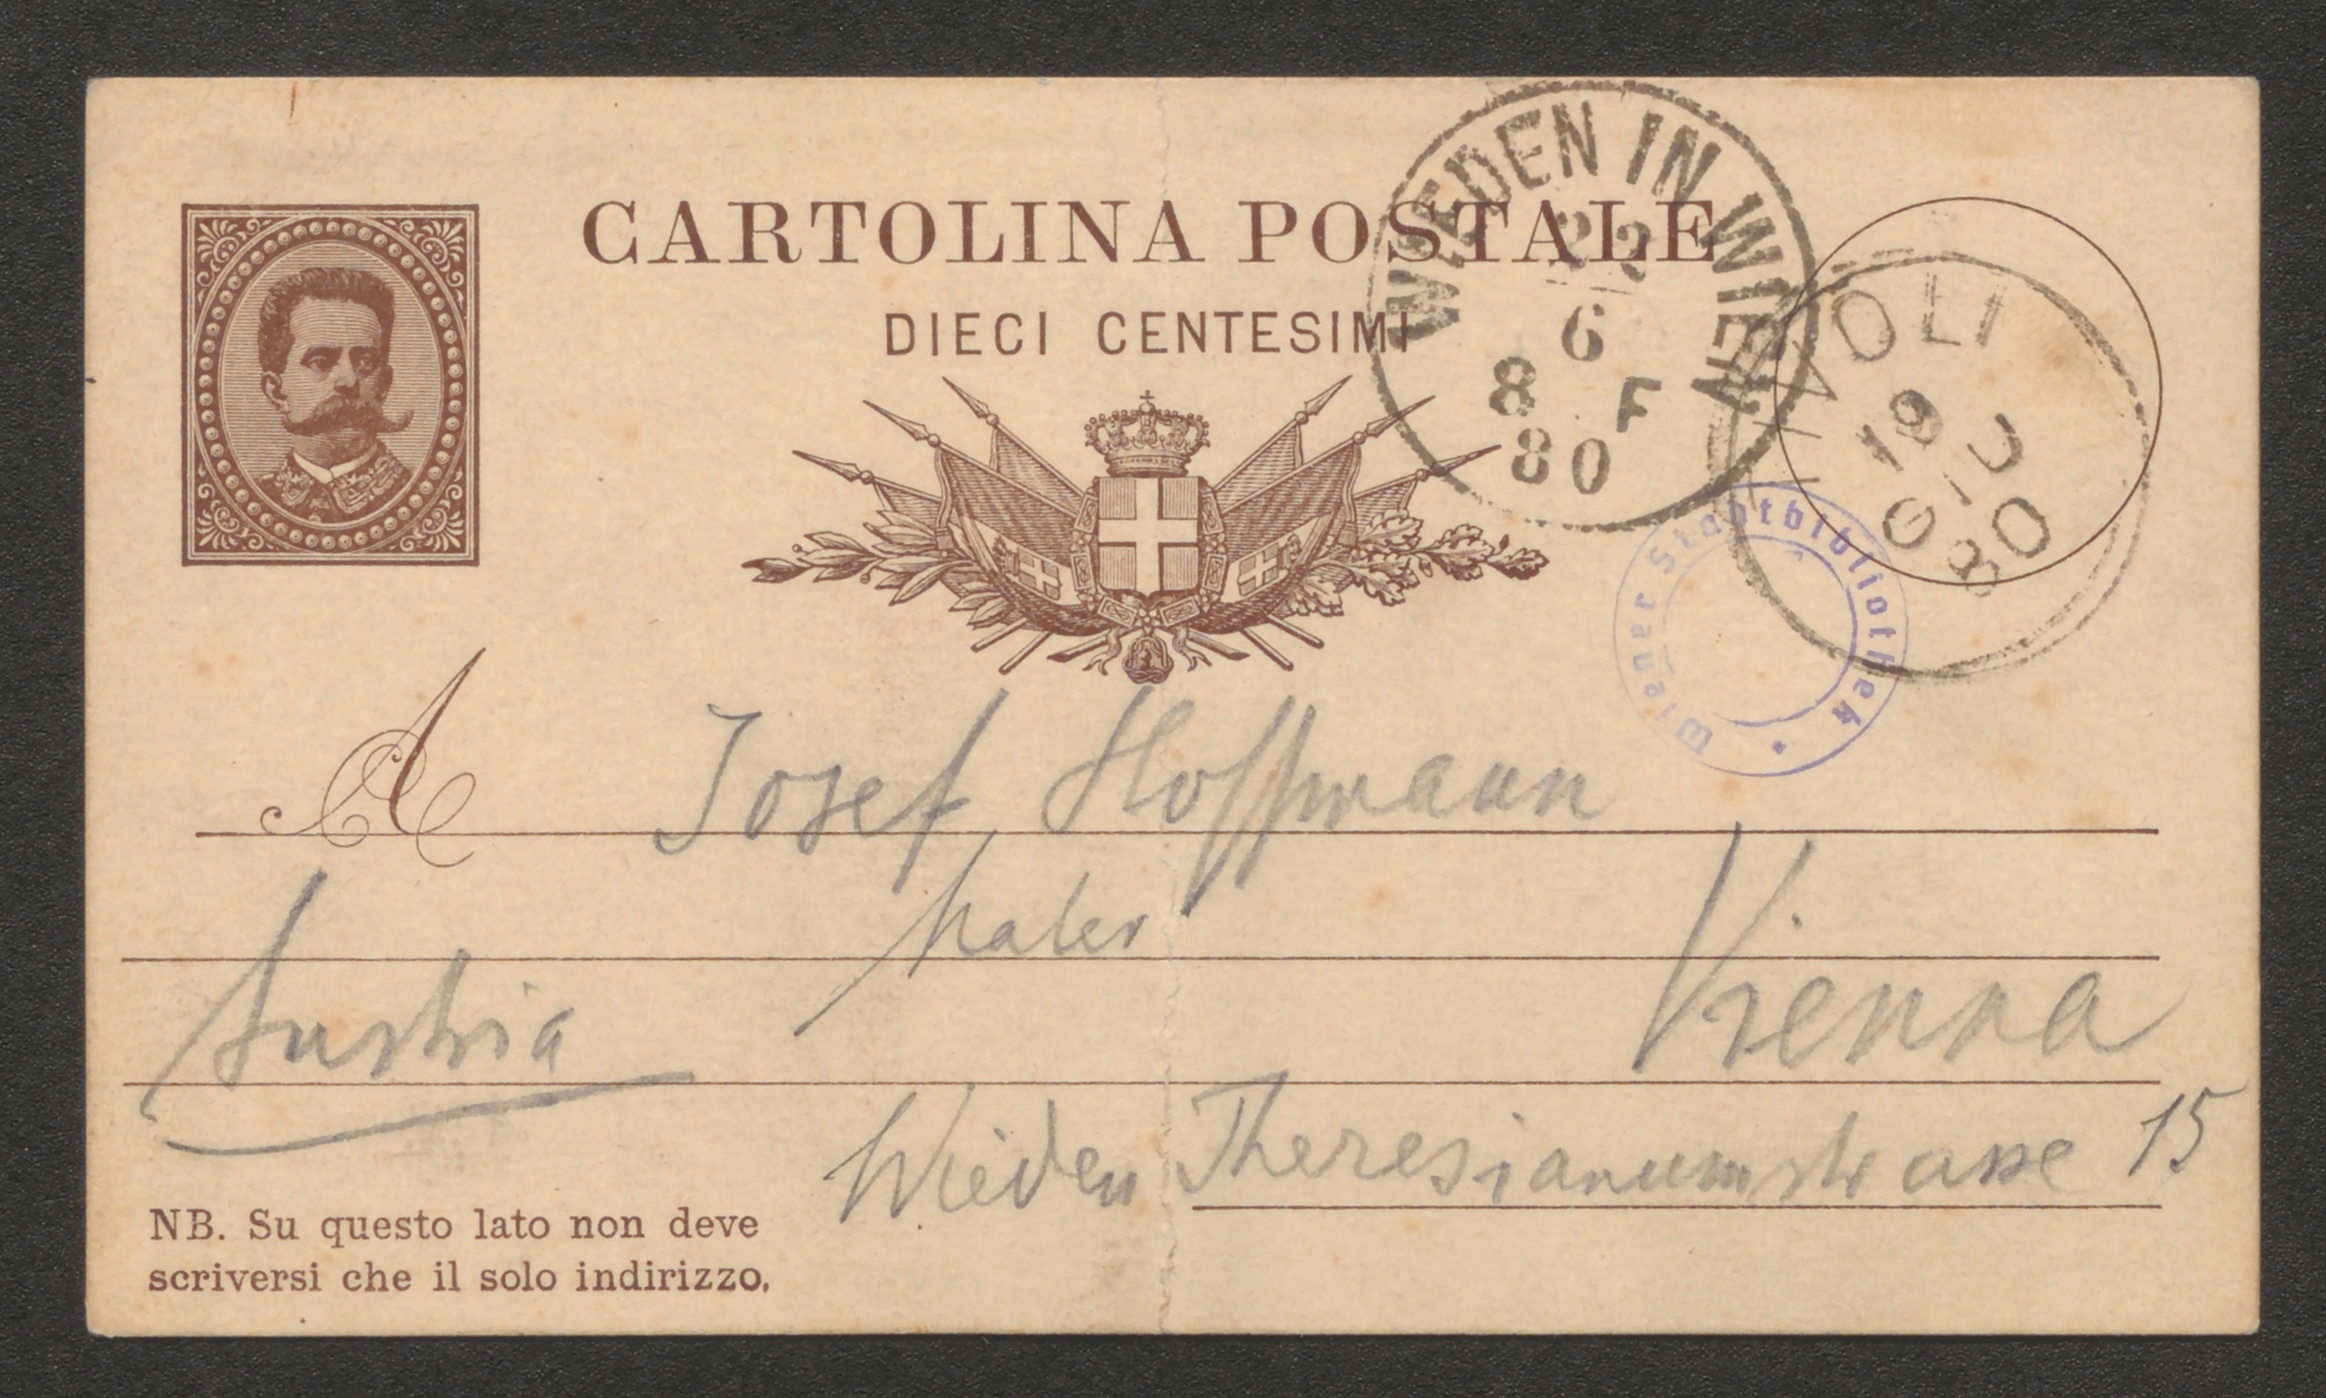 CARTOLINA POSTALE
DIECI CENTESIMI
WIEDEN IN WIEN
22
6
8 F
80
19
GIU
80
Wiener Stadtbibliothek
A Josef Hoffmann
Maler
Austria
Vienna
Wieden Theresianumstrasse 15
NB. Su questo lato non deve
scriversi che il solo indirizzo.